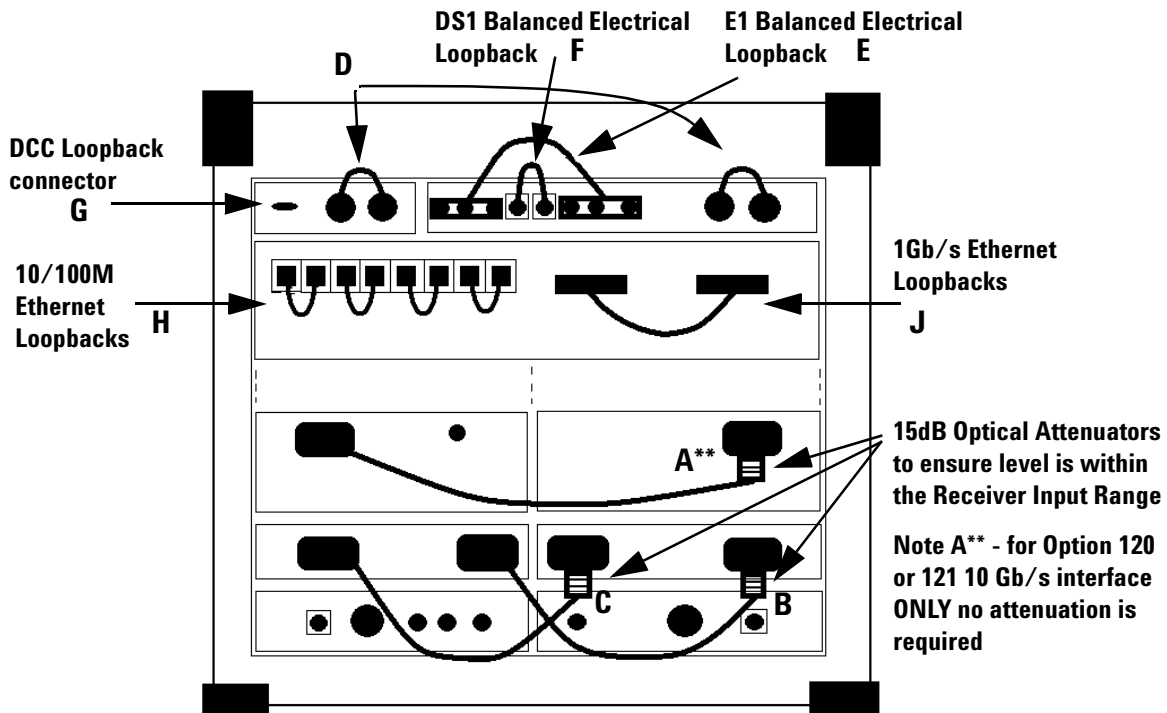 DS1 Balanced Electrical
Loopback F
E1 Balanced Electrical
Loopback E
D
DCC Loopback
connector
G
10/100M
Ethernet
Loopbacks H
1Gb/s Ethernet
Loopbacks
J
A**
15dB Optical Attenuators
to ensure level is within
the Receiver Input Range
Note A** - for Option 120
or 121 10 Gb/s interface
ONLY no attenuation is
required
C
B